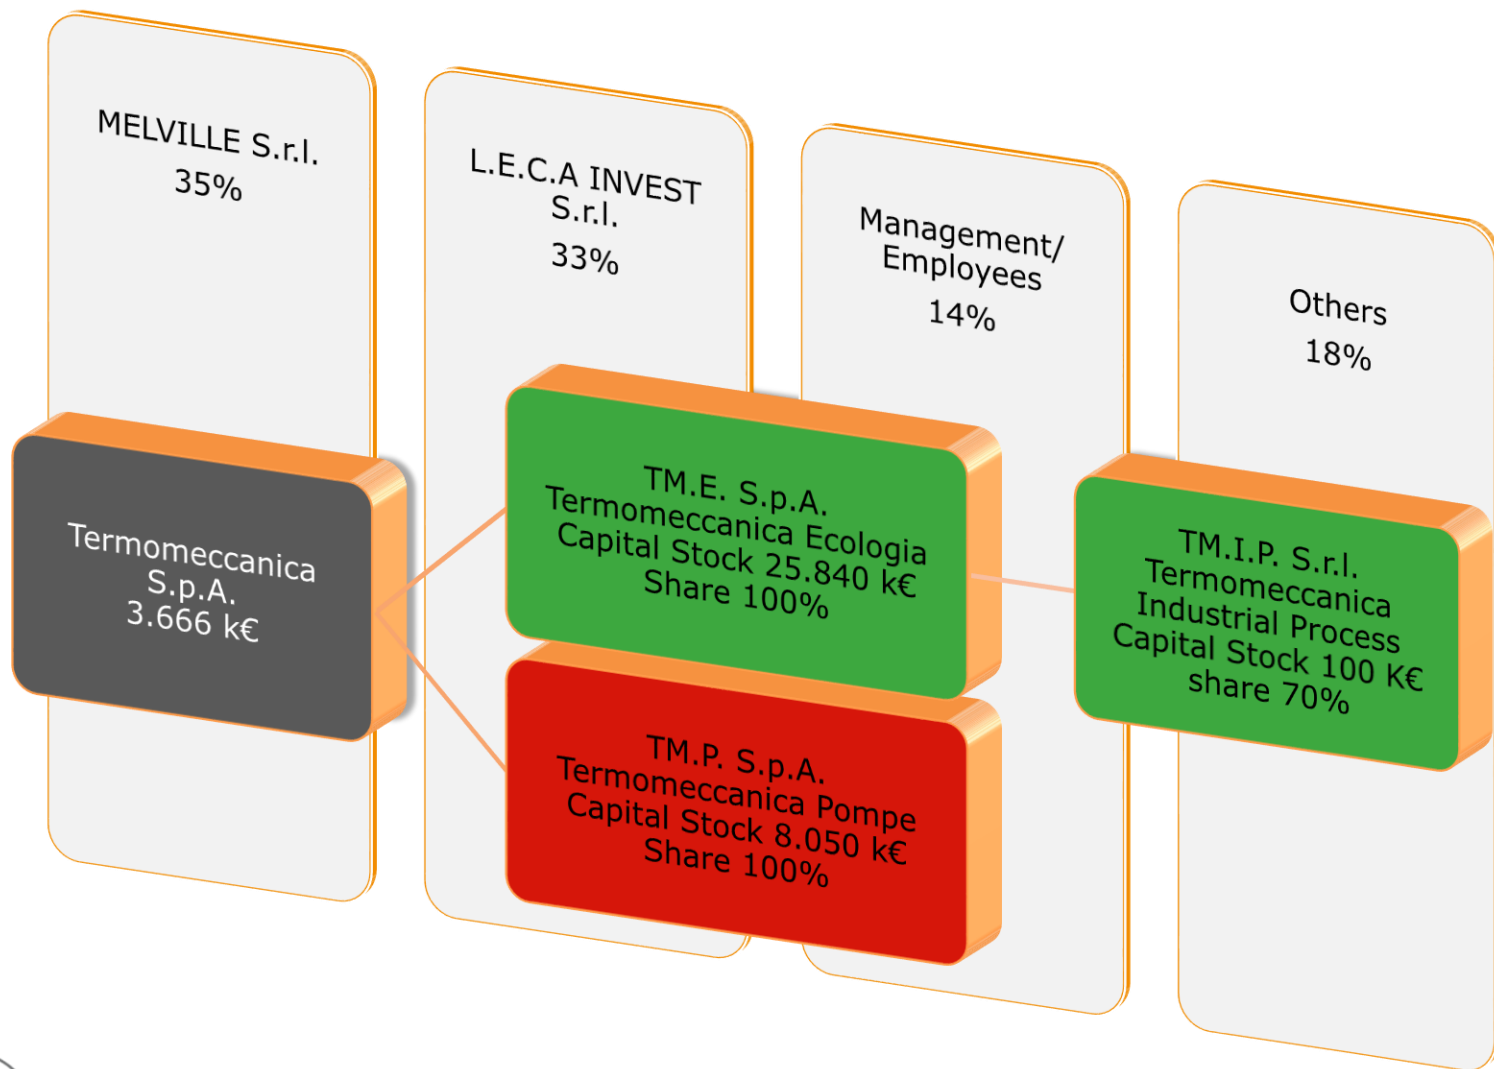 MELVILLE S.r.l.
35%
L.E.C.A INVEST
S.r.l.
33%
Management/
Employees
14%
Others
18%
Termomeccanica
S.p.A.
3.666 k€
TM.E. S.p.A.
Termomeccanica Ecologia
Capital Stock 25.840 k€
Share 100%
TM.P. S.p.A.
Termomeccanica Pompe
Capital Stock 8.050 k€
Share 100%
TM.I.P. S.r.l.
Termomeccanica
Industrial Process
Capital Stock 100 K€
share 70%